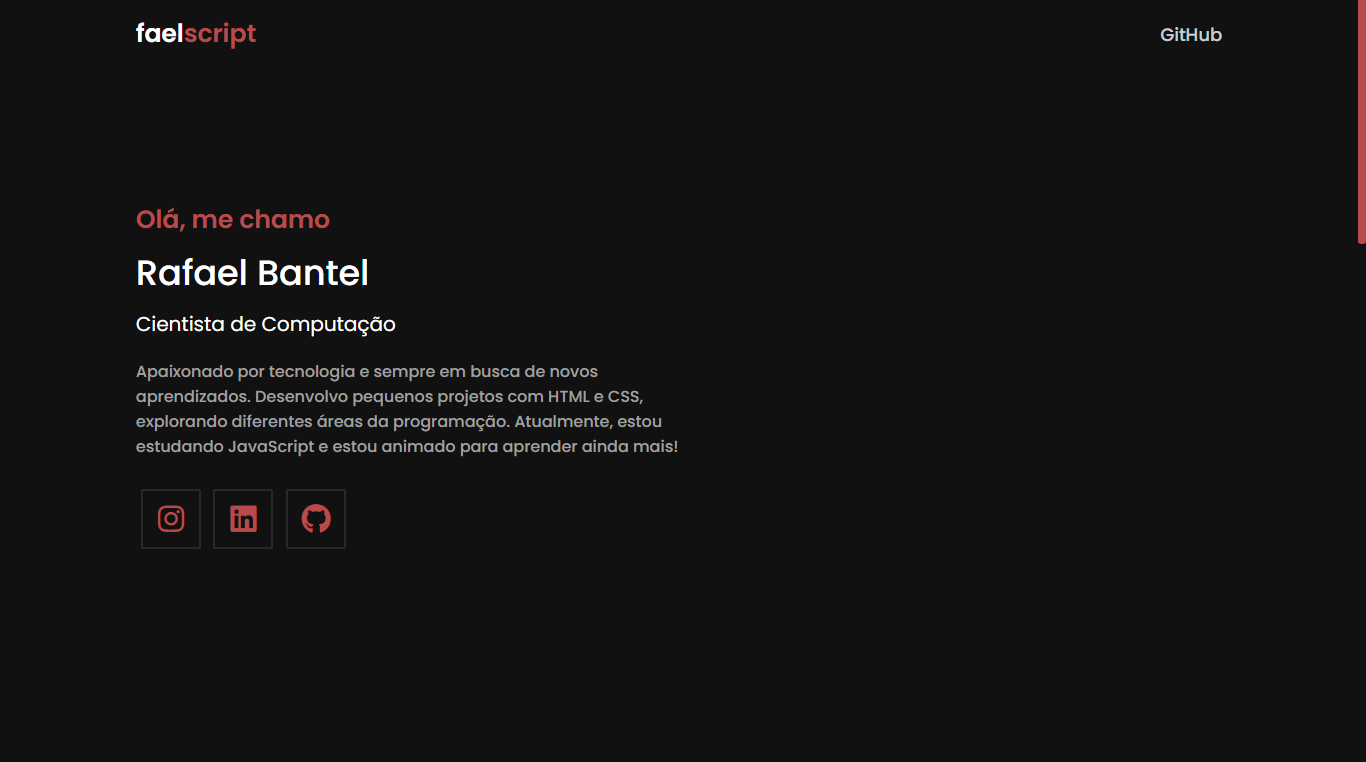 faelscript
GitHub
Olá, me chamo
Rafael Bantel
Cientista de Computação
Apaixonado por tecnologia e sempre em busca de novos
aprendizados. Desenvolvo pequenos projetos com HTML e CSS,
explorando diferentes áreas da programação. Atualmente, estou
estudando JavaScript e estou animado para aprender ainda mais!